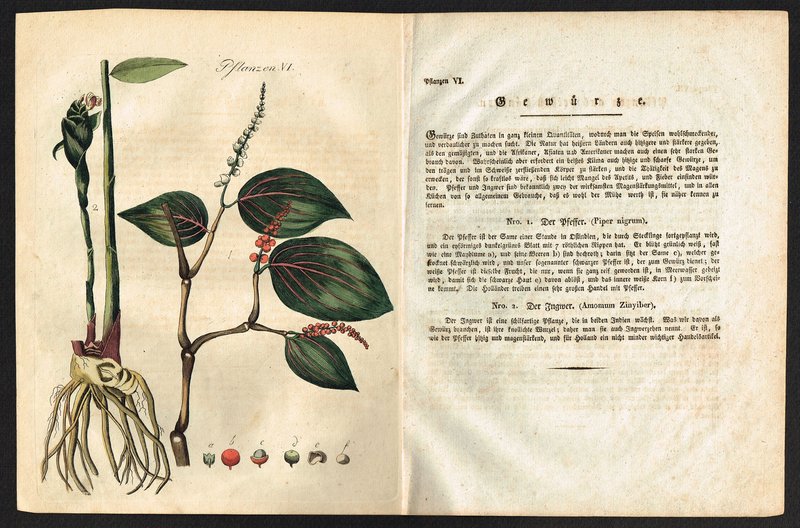 Pflanzen VI.
2
1
a b c d e f
Pflanzen VI.
Gewürze.
Gewürze sind Zuthaten in ganz kleinen Quantitäten, wodrch man die Speisen wohlschmeckender,
und verdaulicher zu machen sucht. Die Natur hat heißern Ländern auch hitzigere und stärkere gegeben,
als den gemäßigten, und die Afrikaner, Asiaten und Amerikaner machen auch einen sehr starken Ge-
brauch davon. Wahrscheinlich aber erfordert ein heißes Klima auch hitzige und scharfe Gewürze, um
den trägen und im Schweiße zerfließenden Körper zu stärken, und die Thätigkeit des Magens zu
erwecken, der sonst so kraftlos wäre, daß sich leicht Mangel des Apetits, und Fieber einfinden wür-
den. Pfeffer und Ingwer sind bekanntlich zwey der wirksamsten Magenstärkungsmittel, und in allen
Küchen von so allgemeinem Gebrauche, daß es wohl der Mühe werth ist, sie näher kennen zu
lernen.
Nro. 1. Der Pfeffer. (Piper nigrum).
Der Pfeffer ist der Same einer Staude in Ostindien, die durch Stecklinge fortgepflanzt wird,
und ein eyförmiges dunkelgrünes Blatt mit 7 röthlichen Rippen hat. Er blüht grünlich weiß, fast
wie eine Mayblume a), und seine Beeren b) sind hochroth; darin sitzt der Same c), welcher ge-
trocknet schwärzlich wird, und unser sogenannter schwarzer Pfeffer ist, der zum Gewürz dient; der
weiße Pfeffer ist dieselbe Frucht, die nur, wenn sie ganz reif geworden ist, in Meerwasser gebeizt
wird, damit sich die schwarze Haut e) davon ablöst, und das innere weiße Korn f) zum Vorschei-
ne kommt. Die Holländer treiben einen sehr großen Handel mit Pfeffer.
Nro. 2. Der Ingwer. (Amomum Zinyiber).
Der Ingwer ist eine schilfartige Pflanze, die in beiden Indien wächst. Was wir davon als
Gewürz brauchen, ist ihre knollichte Wurzel; daher man sie auch Ingwerzehen nennt. Er ist, so
wie der Pfeffer hitzig und magenstärkend, und für Holland ein nicht minder wichtiger Handelsartikel.